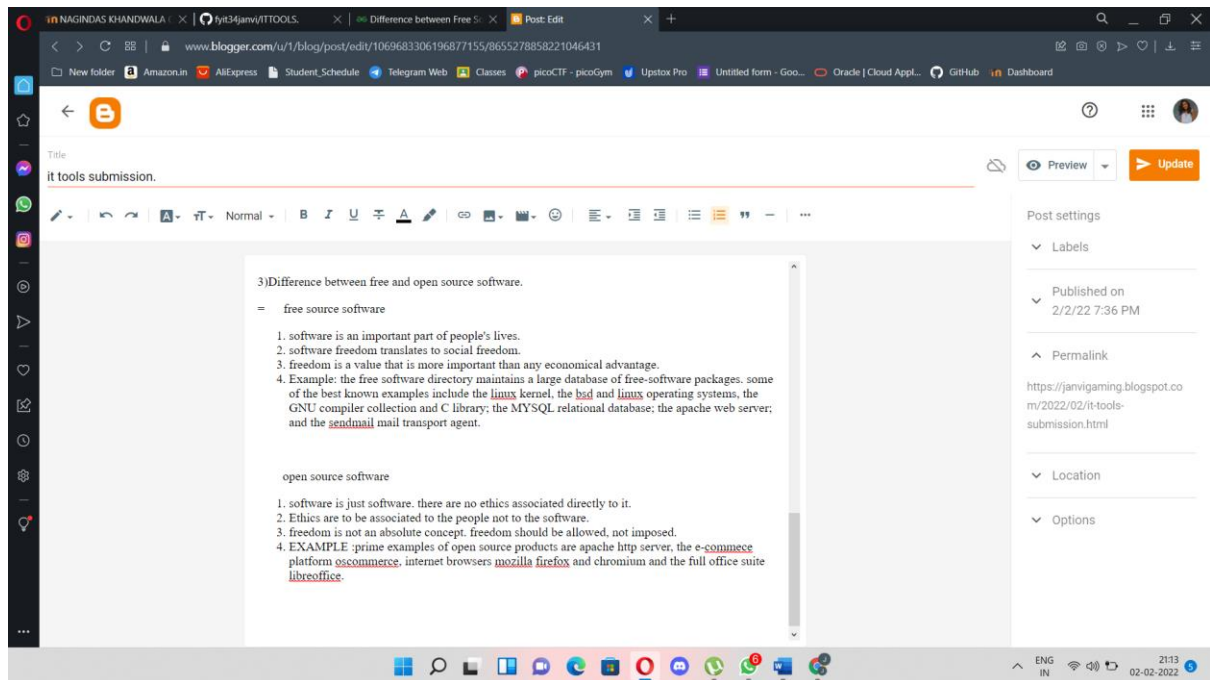 NAGINDAS KHANDWALA (
fyit34janvi/ITTOOLS.
Difference between Free So
Post: Edit
www.blogger.com/u/1/blog/post/edit/1069683306196877155/8655278858221046431
New folder
Amazon.in
AliExpress
Student_Schedule
Telegram Web
Classes
picoCTF - picoGym
Upstox Pro
Untitled form - Goo...
Oracle | Cloud Appl...
GitHub
Dashboard
Title
it tools submission.
Preview
Update
Normal
3)Difference between free and open source software.
= free source software
1. software is an important part of people's lives.
2. software freedom translates to social freedom.
3. freedom is a value that is more important than any economical advantage.
4. Example: the free software directory maintains a large database of free-software packages. some
of the best known examples include the linux kernel, the bsd and linux operating systems, the
GNU compiler collection and C library; the MYSQL relational database; the apache web server;
and the sendmail mail transport agent.
open source software
1. software is just software. there are no ethics associated directly to it.
2. Ethics are to be associated to the people not to the software.
3. freedom is not an absolute concept. freedom should be allowed, not imposed.
4. EXAMPLE :prime examples of open source products are apache http server, the e-commece
platform oscommerce, internet browsers mozilla firefox and chromium and the full office suite
libreoffice.
Post settings
Labels
Published on
2/2/22 7:36 PM
Permalink
https://janvigaming.blogspot.co
m/2022/02/it-tools-
submission.html
Location
Options
ENG
IN
21:13
02-02-2022
5
6